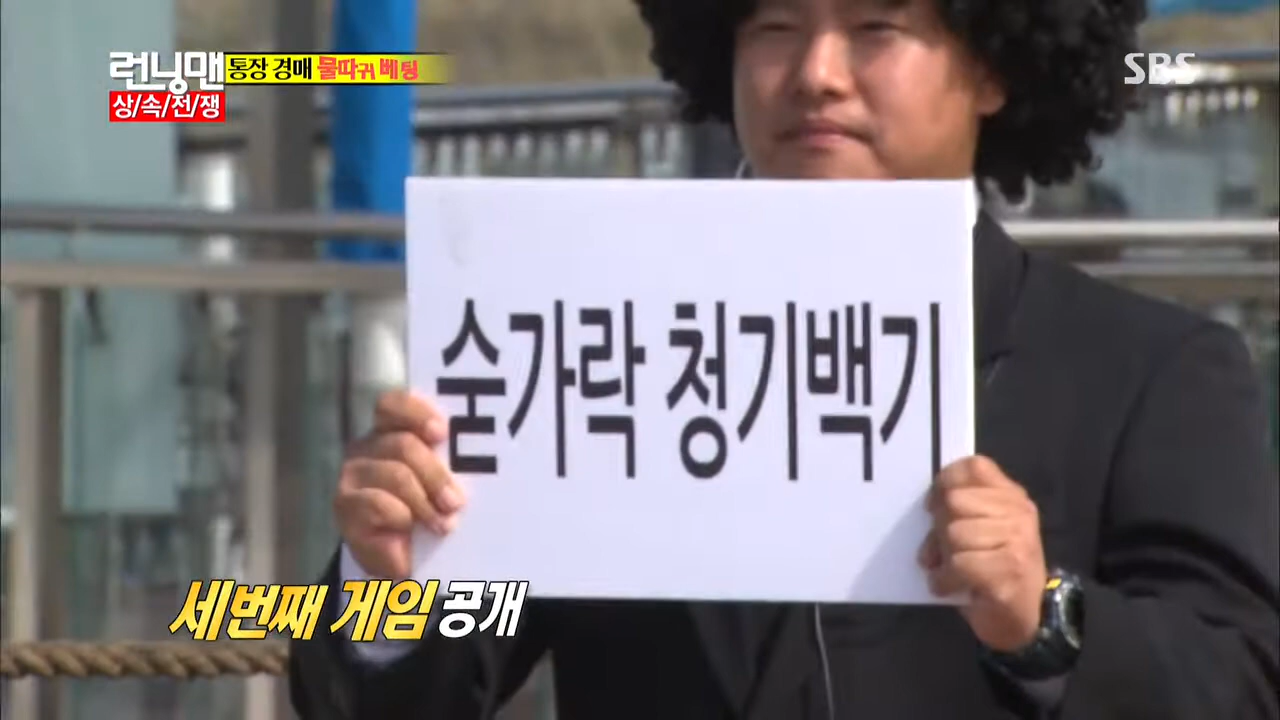 런닝맨 통장 경매 물따귀 베팅
상/속/전/쟁
SBS
숟가락 청기백기
세번째 게임 공개